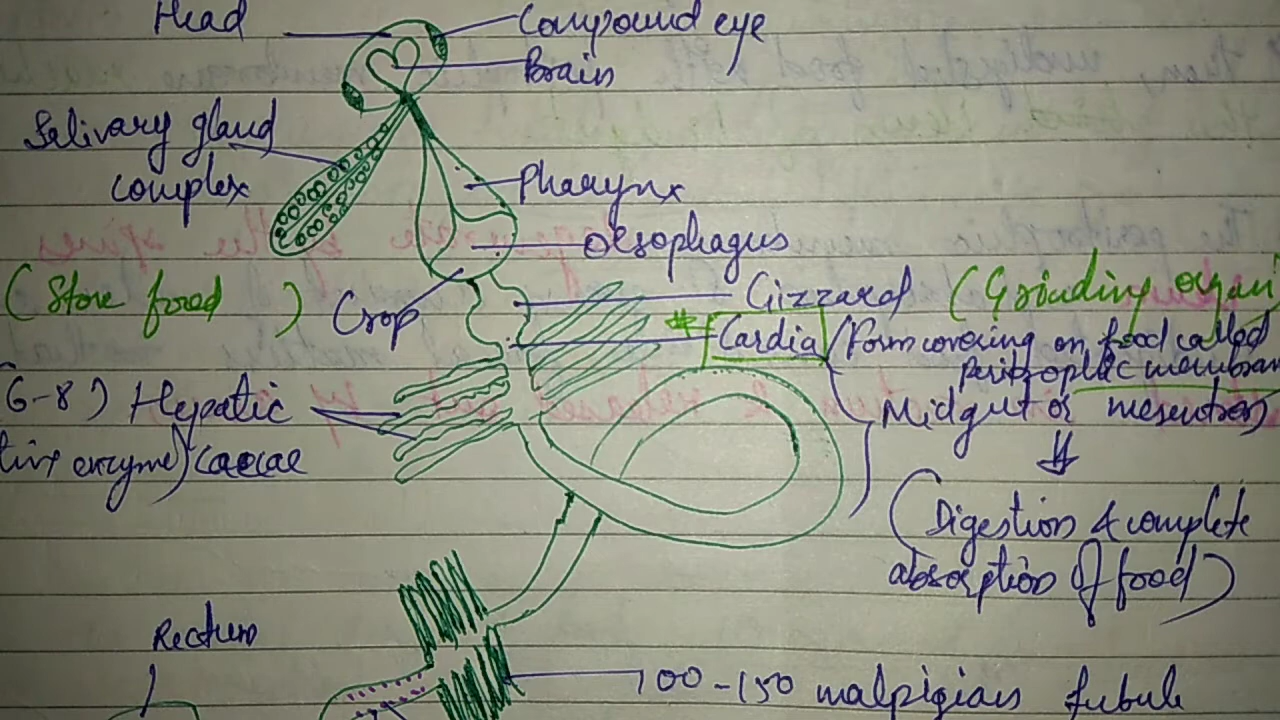 Head
Compound eye
Brain
Salivary gland
complex
Pharynx
Oesophagus
(Store food)
Crop
Gizzard (Grinding organ
# Cardia (Form covering on food called
peritrophic membran
6-8) Hepatic
caecae
enzyme)
Midgut or mesentron
(Digestion & complete
absorption of food)
Rectum
100-150 malpigian tubule